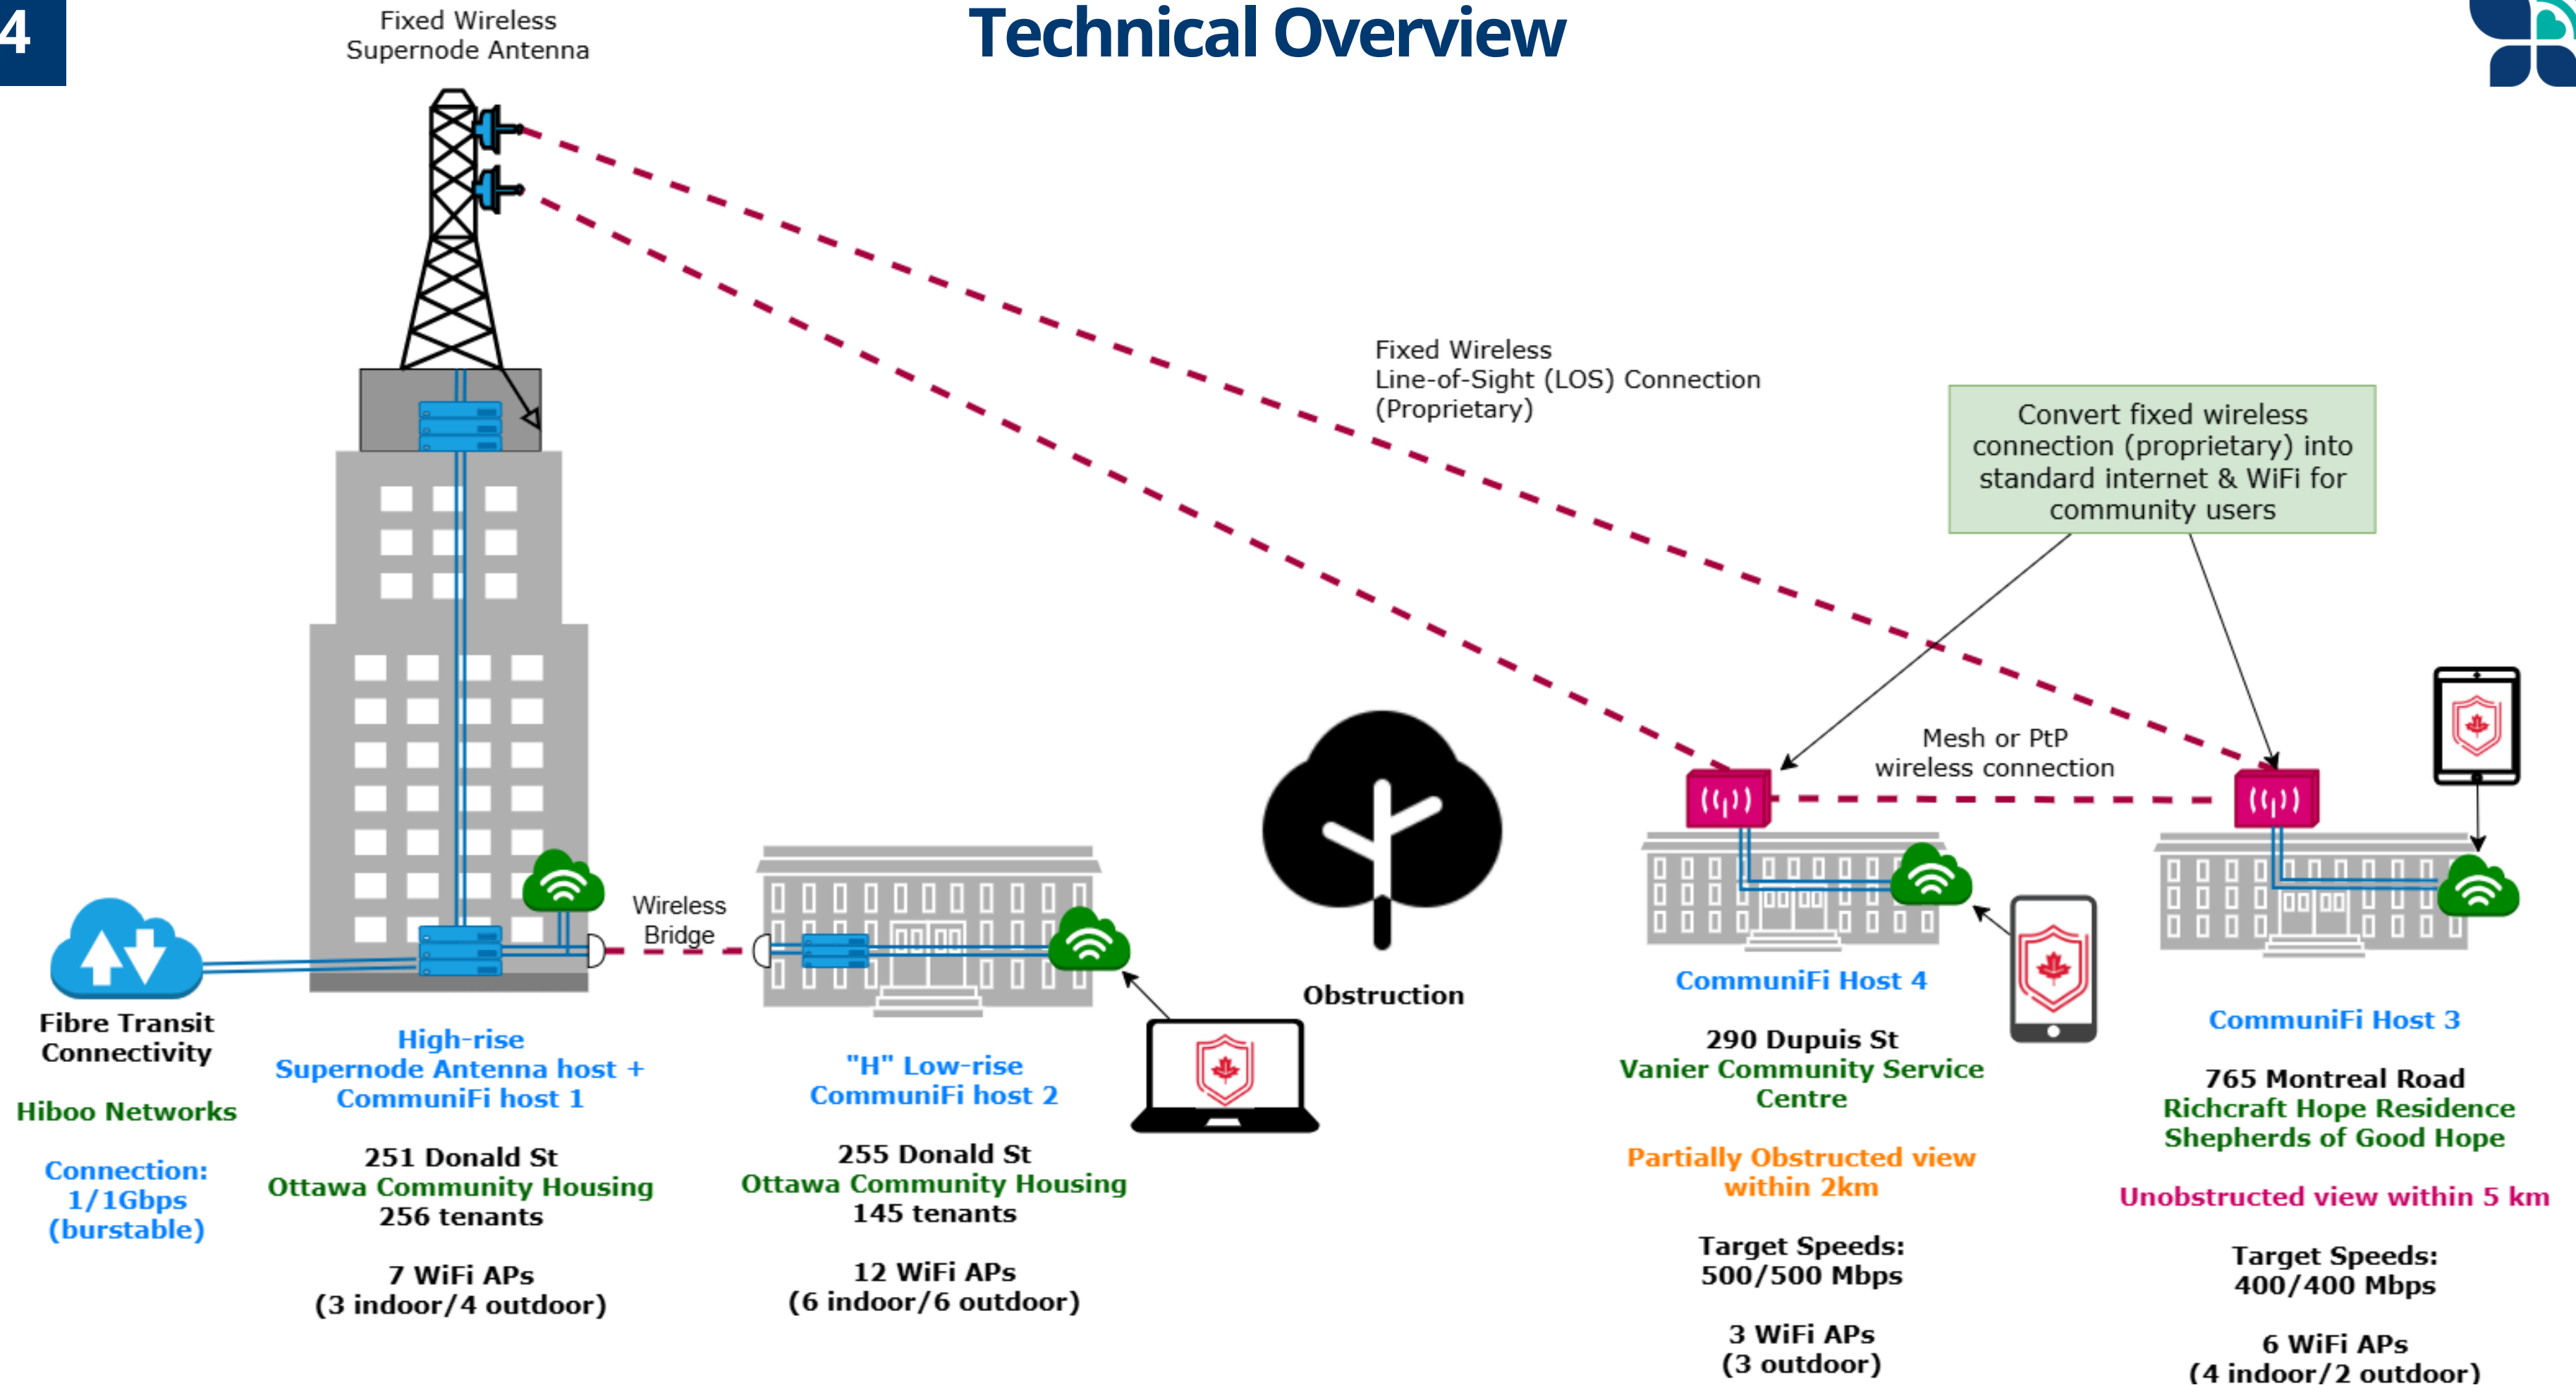 4
Technical Overview
Fixed Wireless
Supernode Antenna
Fixed Wireless
Line-of-Sight (LOS) Connection
(Proprietary)
Convert fixed wireless
connection (proprietary) into
standard internet & WiFi for
community users
Mesh or PtP
wireless connection
Wireless
Bridge
Obstruction
Fibre Transit
Connectivity
Hiboo Networks
Connection:
1/1Gbps
(burstable)
High-rise
Supernode Antenna host +
CommuniFi host 1
251 Donald St
Ottawa Community Housing
256 tenants
7 WiFi APs
(3 indoor/4 outdoor)
"H" Low-rise
CommuniFi host 2
255 Donald St
Ottawa Community Housing
145 tenants
12 WiFi APs
(6 indoor/6 outdoor)
CommuniFi Host 4
290 Dupuis St
Vanier Community Service
Centre
Partially Obstructed view
within 2km
Target Speeds:
500/500 Mbps
3 WiFi APs
(3 outdoor)
CommuniFi Host 3
765 Montreal Road
Richcraft Hope Residence
Shepherds of Good Hope
Unobstructed view within 5 km
Target Speeds:
400/400 Mbps
6 WiFi APs
(4 indoor/2 outdoor)